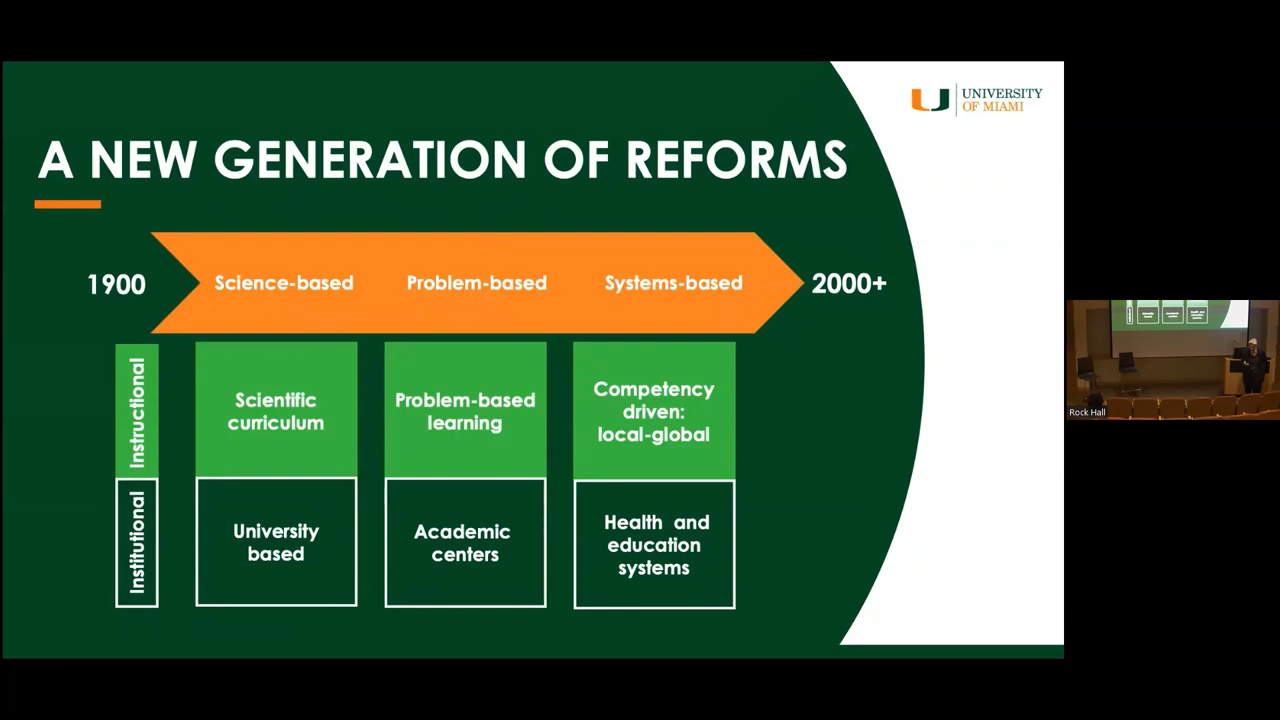 UNIVERSITY
OF MIAMI
A NEW GENERATION OF REFORMS
1900
Science-based
Problem-based
Systems-based
2000+
Instructional
Scientific
curriculum
Problem-based
learning
Competency
driven:
local-global
Institutional
University
based
Academic
centers
Health and
education
systems
Rock Hall